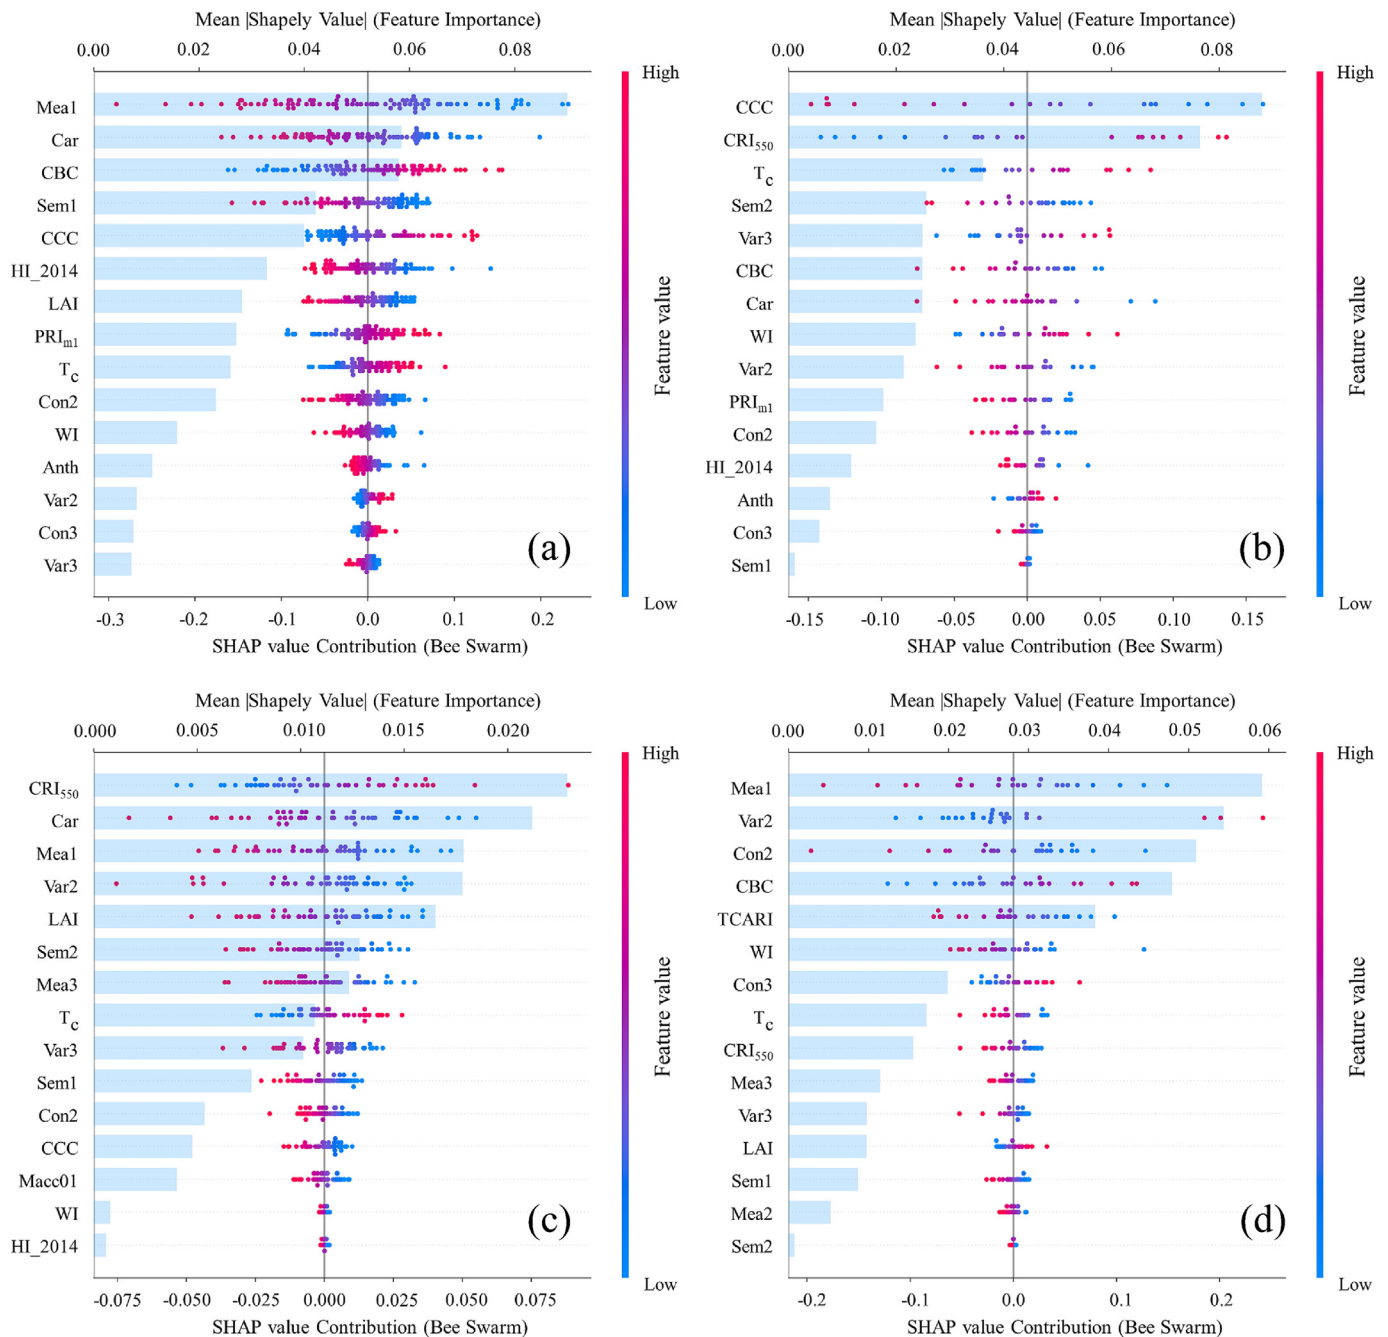 Mean |Shapely Value| (Feature Importance)
0.00 0.02 0.04 0.06 0.08
Mea1
Car
CBC
Sem1
CCC
HI_2014
LAI
PRIm1
Tc
Con2
WI
Anth
Var2
Con3
Var3
(a)
-0.3 -0.2 -0.1 0.0 0.1 0.2
SHAP value Contribution (Bee Swarm)
High
Feature value
Low
Mean |Shapely Value| (Feature Importance)
0.00 0.02 0.04 0.06 0.08
CCC
CRI550
Tc
Sem2
Var3
CBC
Car
WI
Var2
PRIm1
Con2
HI_2014
Anth
Con3
Sem1
(b)
-0.15 -0.10 -0.05 0.00 0.05 0.10 0.15
SHAP value Contribution (Bee Swarm)
High
Feature value
Low
Mean |Shapely Value| (Feature Importance)
0.000 0.005 0.010 0.015 0.020
CRI550
Car
Mea1
Var2
LAI
Sem2
Mea3
Tc
Var3
Sem1
Con2
CCC
Macc01
WI
HI_2014
(c)
-0.075 -0.050 -0.025 0.000 0.025 0.050 0.075
SHAP value Contribution (Bee Swarm)
High
Feature value
Low
Mean |Shapely Value| (Feature Importance)
0.00 0.01 0.02 0.03 0.04 0.05 0.06
Mea1
Var2
Con2
CBC
TCARI
WI
Con3
Tc
CRI550
Mea3
Var3
LAI
Sem1
Mea2
Sem2
(d)
-0.2 -0.1 0.0 0.1 0.2
SHAP value Contribution (Bee Swarm)
High
Feature value
Low